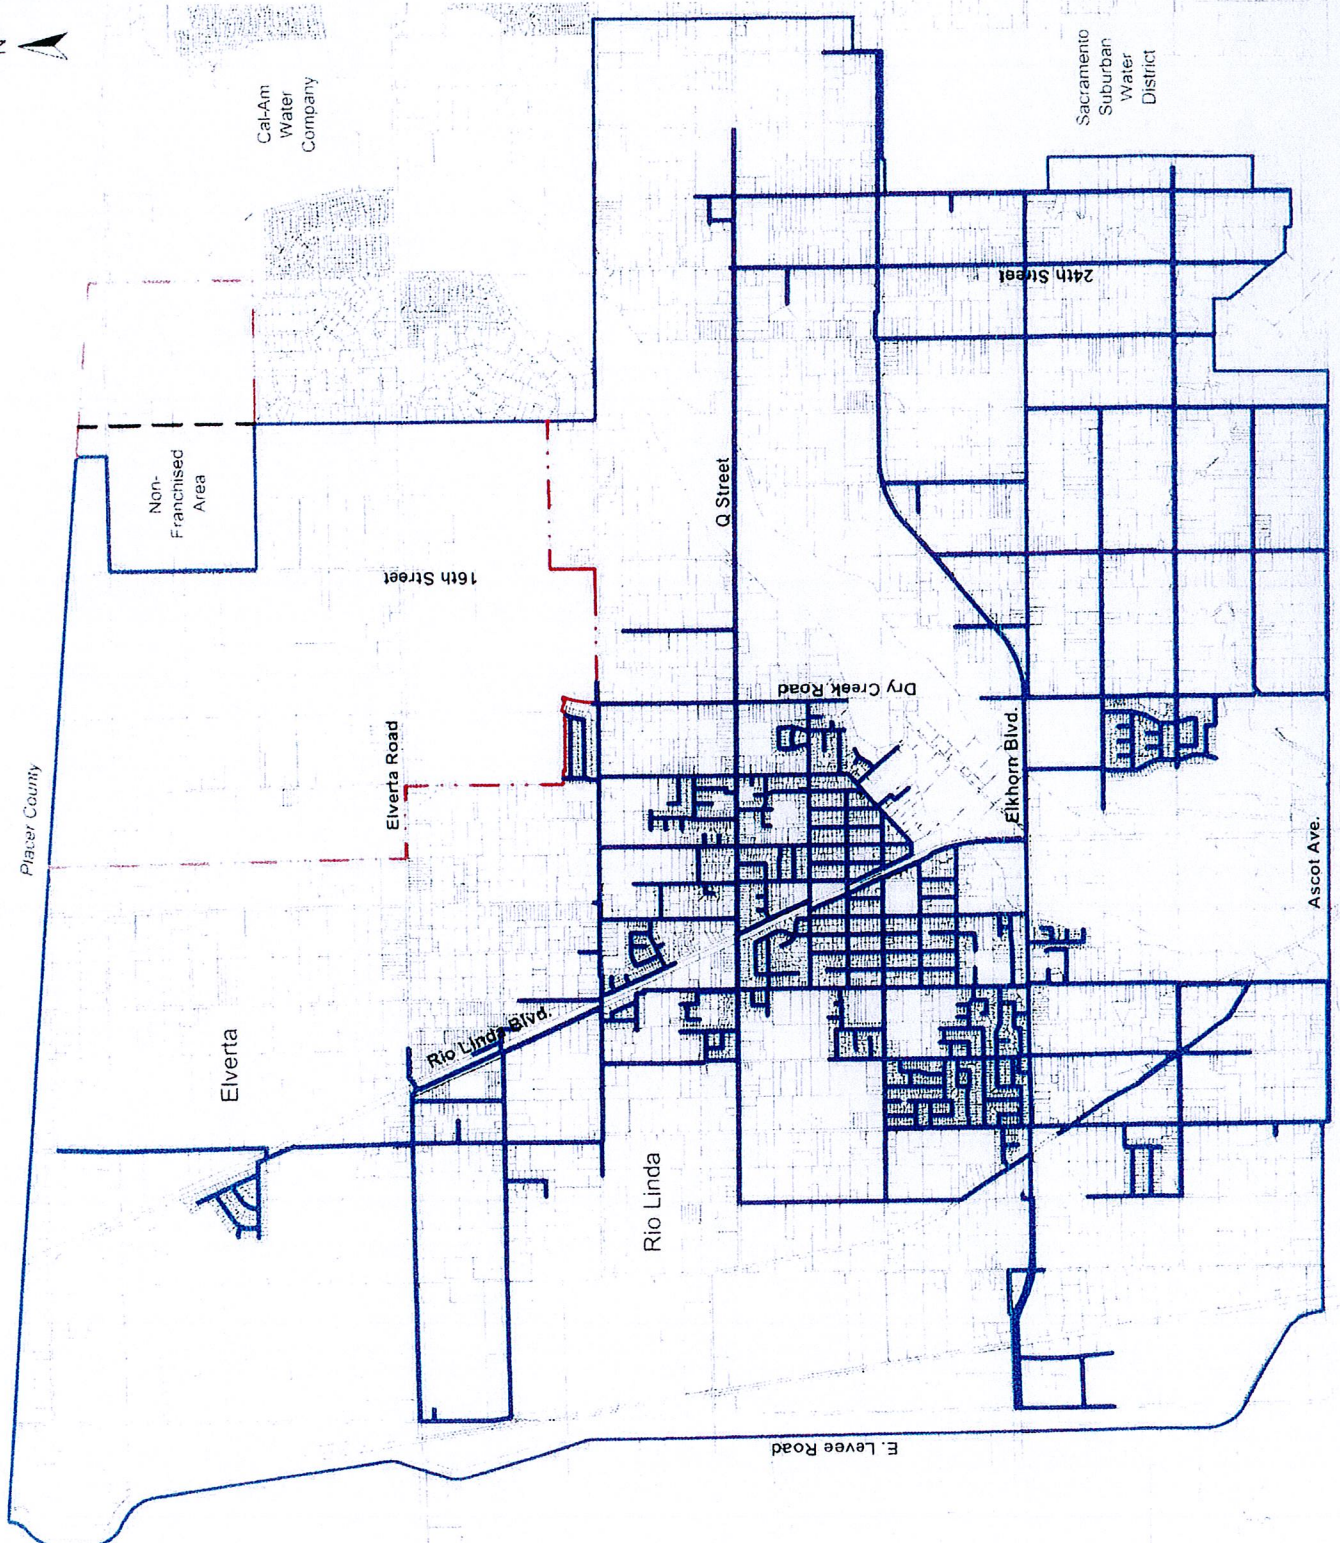 N
Cal-Am
Water
Company
Sacramento
Suburban
Water
District
Non-
Franchised
Area
24th Street
Q Street
16th Street
Dry Creek Road
Elkhorn Blvd.
Elverta Road
Placer County
Ascot Ave.
Rio Linda Blvd.
Elverta
Rio Linda
E. Levee Road